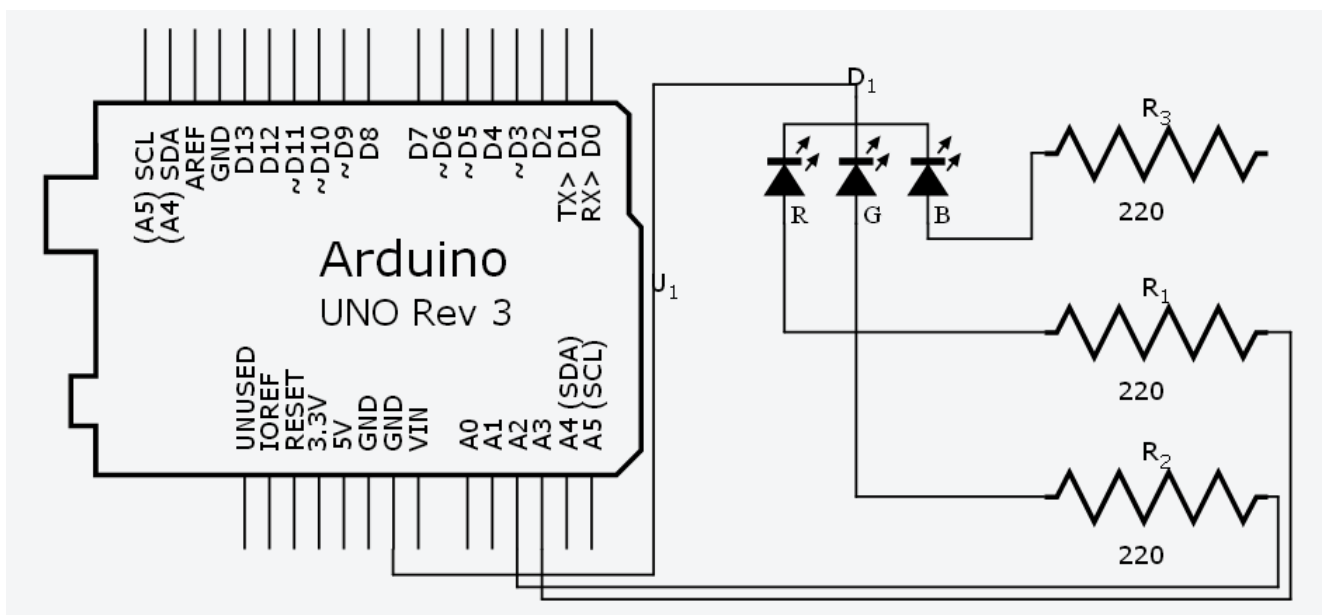 (A5) SCL
(A4) SDA
AREF
GND
D13
D12
~D11
~D10
~D9
D8
D7
~D6
~D5
D4
~D3
D2
TX> D1
RX> D0
Arduino
UNO Rev 3
U1
UNUSED
IOREF
RESET
3.3V
5V
GND
GND
VIN
A0
A1
A2
A3
A4 (SDA)
A5 (SCL)
D1
R
G
B
R3
220
R1
220
R2
220